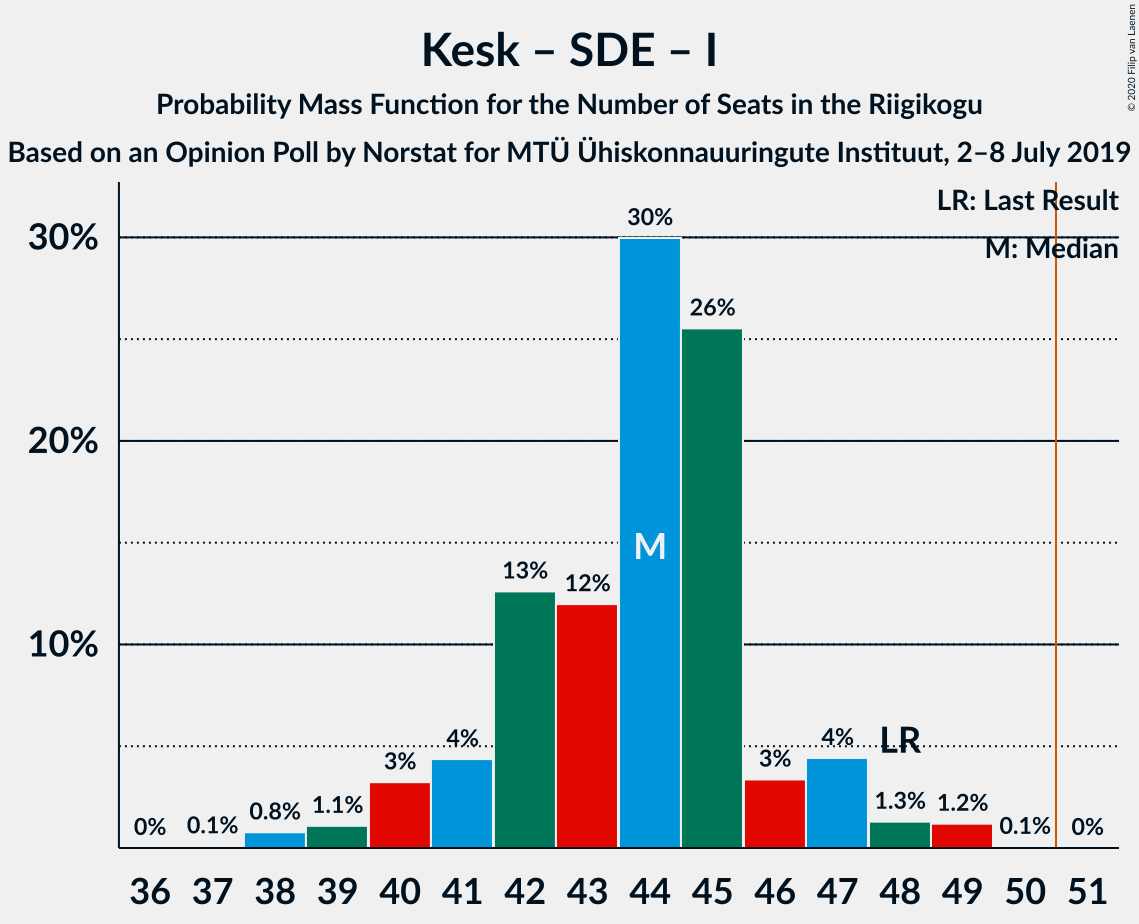 © 2020 Filip van Laenen
Kesk – SDE – I
Probability Mass Function for the Number of Seats in the Riigikogu
Based on an Opinion Poll by Norstat for MTÜ Ühiskonnauuringute Instituut, 2–8 July 2019
LR: Last Result
M: Median
30%
20%
10%
0%
0.1%
0.8%
1.1%
3%
4%
13%
12%
30%
26%
3%
4%
1.3%
1.2%
0.1%
0%
M
LR
36 37 38 39 40 41 42 43 44 45 46 47 48 49 50 51